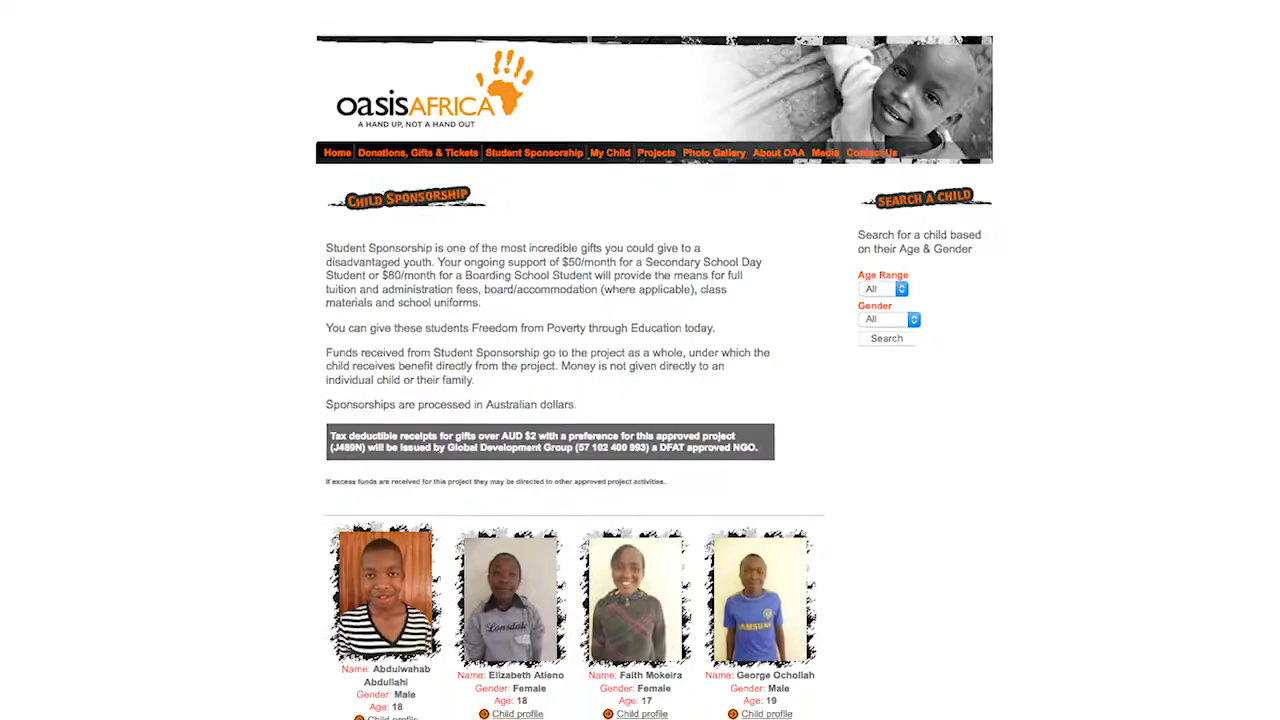 oasisAFRICA
A HAND UP, NOT A HAND OUT
Home Donations, Gifts & Tickets Student Sponsorship My Child Projects Photo Gallery About OAA Media Contact Us
CHILD SPONSORSHIP
Student Sponsorship is one of the most incredible gifts you could give to a
disadvantaged youth. Your ongoing support of $50/month for a Secondary School Day
Student or $80/month for a Boarding School Student will provide the means for full
tuition and administration fees, board/accommodation (where applicable), class
materials and school uniforms.
You can give these students Freedom from Poverty through Education today.
Funds received from Student Sponsorship go to the project as a whole, under which the
child receives benefit directly from the project. Money is not given directly to an
individual child or their family.
Sponsorships are processed in Australian dollars.
Tax deductible receipts for gifts over AUD $2 with a preference for this approved project
(J489N) will be issued by Global Development Group (57 102 400 993) a DFAT approved NGO.
If excess funds are received for this project they may be directed to other approved project activities.
SEARCH A CHILD
Search for a child based
on their Age & Gender
Age Range
All
Gender
All
Search
Lonsdale
SAMSUNG
Name: Abdulwahab
Abdullahi
Gender: Male
Age: 18
Child profile
Name: Elizabeth Atieno
Gender: Female
Age: 18
Child profile
Name: Faith Mokeira
Gender: Female
Age: 17
Child profile
Name: George Ochollah
Gender: Male
Age: 19
Child profile